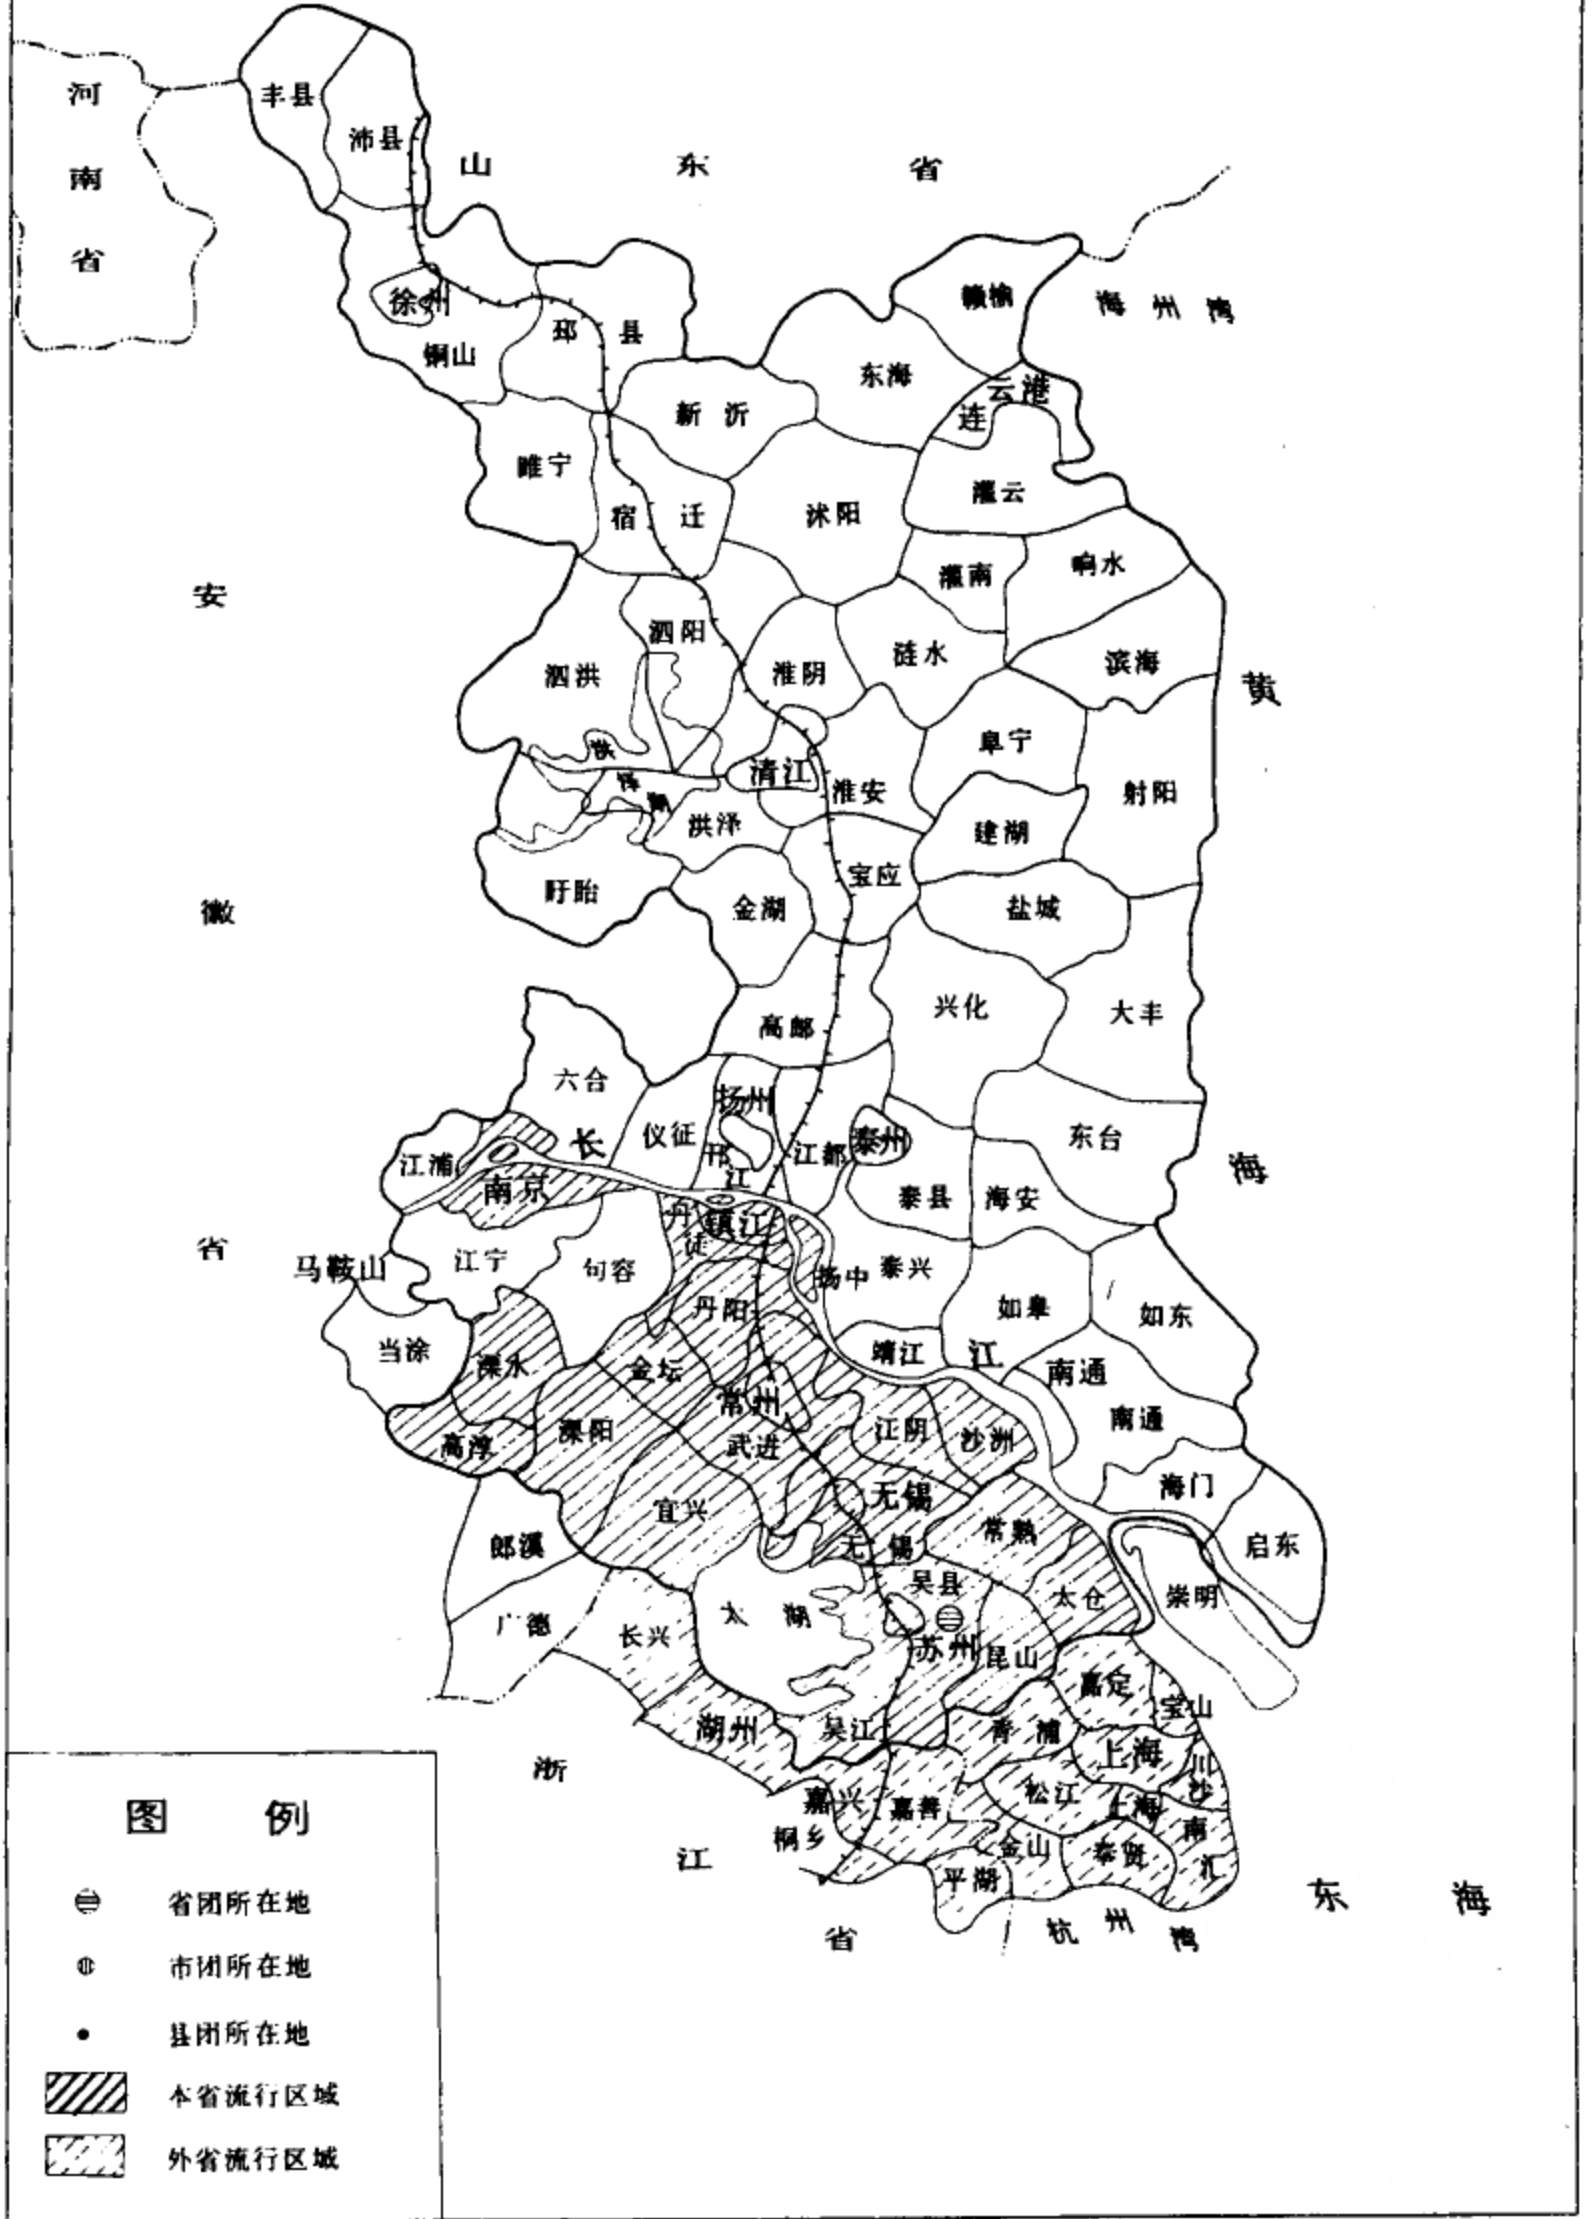 河南省
丰县
沛县
山东省
徐州
铜山
邳县
赣榆
海州湾
东海
连云港
新沂
睢宁
宿迁
沭阳
灌云
灌南
响水
安徽省
泗阳
泗洪
淮阴
涟水
滨海
黄海
洪泽湖
清江
淮安
阜宁
射阳
洪泽
建湖
盱眙
金湖
宝应
盐城
高邮
兴化
大丰
六合
长江
仪征
扬州
邗江
江都
泰州
东台
江浦
南京
泰县
海安
丹徒
镇江
马鞍山
江宁
句容
扬中
泰兴
如皋
如东
丹阳
当涂
溧水
金坛
靖江
南通
常州
高淳
溧阳
武进
江阴
沙洲
南通
宜兴
无锡
海门
郎溪
无锡
常熟
启东
吴县
太仓
崇明
广德
长兴
太湖
苏州
昆山
嘉定
宝山
湖州
吴江
青浦
上海
川沙
浙江省
嘉兴
嘉善
松江
上海
南汇
桐乡
金山
奉贤
平湖
杭州湾
东海
图例
省团所在地
市团所在地
县团所在地
本省流行区域
外省流行区域